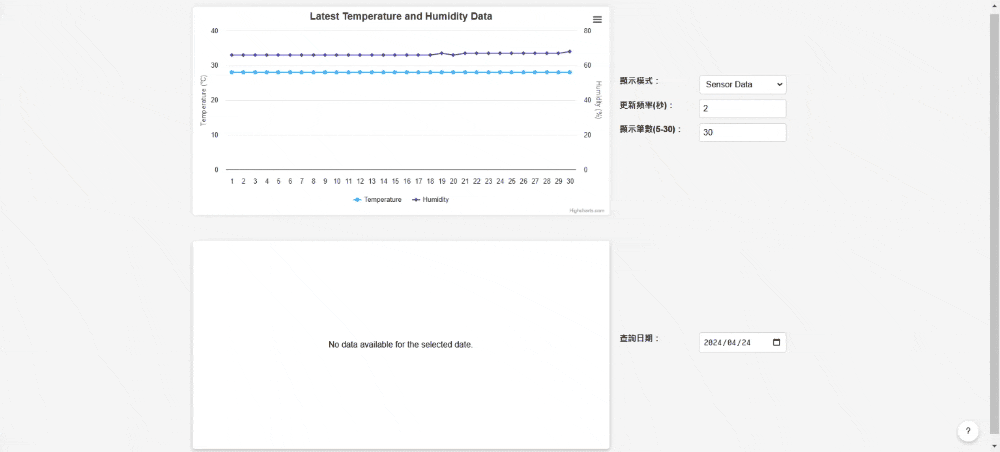 Latest Temperature and Humidity Data
40
30
20
10
0
Temperature (°C)
80
60
40
20
0
Humidity (%)
1 2 3 4 5 6 7 8 9 10 11 12 13 14 15 16 17 18 19 20 21 22 23 24 25 26 27 28 29 30
Temperature Humidity
Highcharts.com
顯示模式： Sensor Data
更新頻率(秒)： 2
顯示筆數(5-30)： 30
No data available for the selected date.
查詢日期： 2024/04/24
?